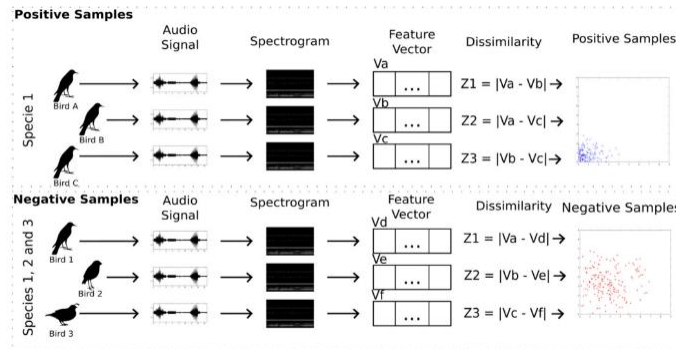 Positive Samples
Audio Signal
Spectrogram
Feature Vector
Dissimilarity
Positive Samples
Specie 1
Bird A
Va
...
Z1 = |Va - Vb|
Bird B
Vb
...
Z2 = |Va - Vc|
Bird C
Vc
...
Z3 = |Vb - Vc|
Negative Samples
Audio Signal
Spectrogram
Feature Vector
Dissimilarity
Negative Samples
Species 1, 2 and 3
Bird 1
Vd
...
Z1 = |Va - Vd|
Bird 2
Ve
...
Z2 = |Vb - Ve|
Bird 3
Vf
...
Z3 = |Vc - Vf|